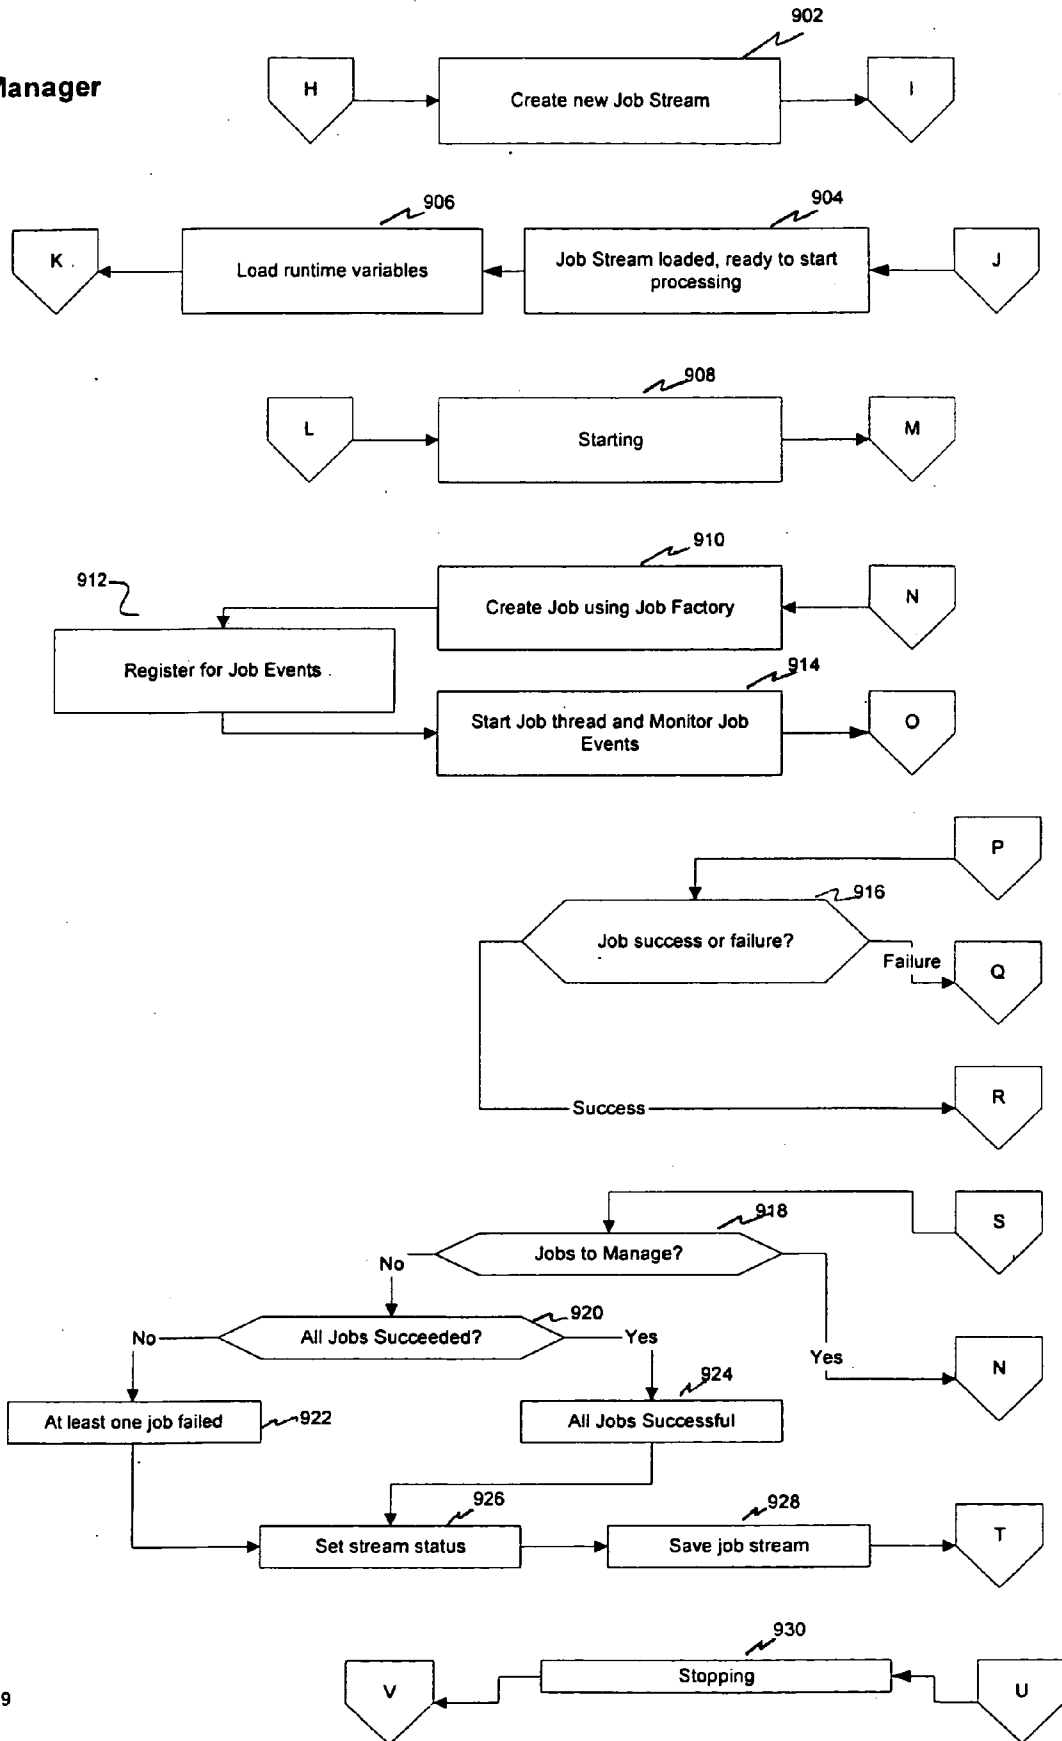 902
Manager
H
Create new Job Stream
I
906
904
K
Load runtime variables
Job Stream loaded, ready to start
processing
J
908
L
Starting
M
910
912
Create Job using Job Factory
N
Register for Job Events
914
Start Job thread and Monitor Job
Events
O
P
916
Job success or failure?
Failure
Q
Success
R
S
918
Jobs to Manage?
No
920
No
All Jobs Succeeded?
Yes
Yes
N
924
At least one job failed
922
All Jobs Successful
926
928
Set stream status
Save job stream
T
930
Stopping
V
U
9